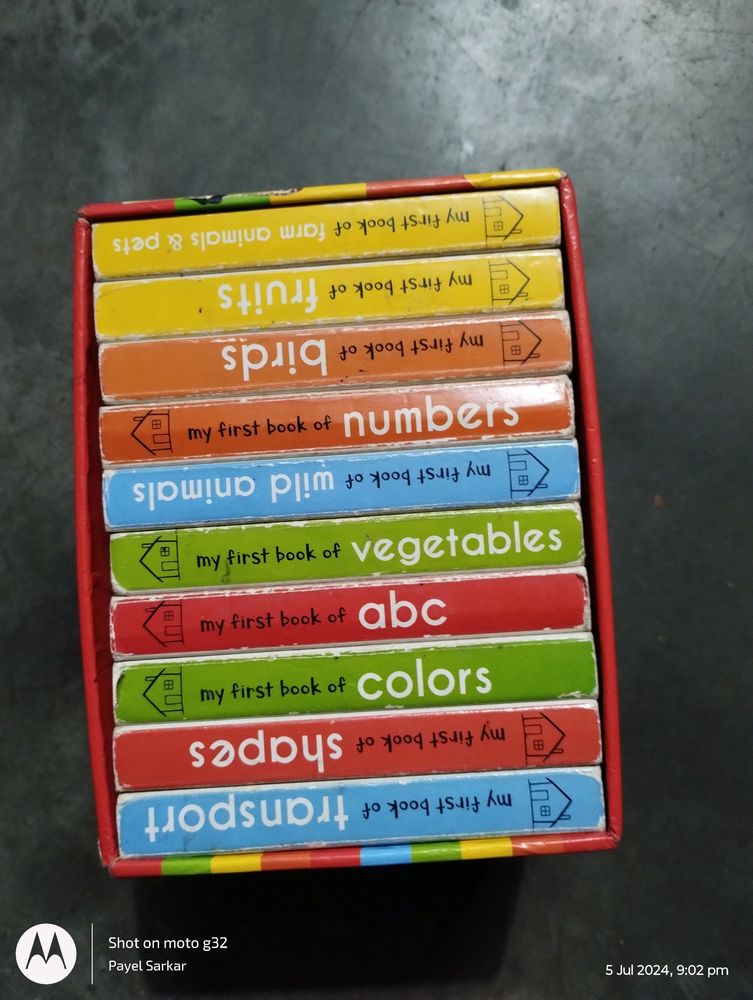 my first book of farm animals & pets
my first book of fruits
my first book of birds
my first book of numbers
my first book of wild animals
my first book of vegetables
my first book of abc
my first book of colors
my first book of shapes
my first book of transport
Shot on moto g32
Payel Sarkar
5 Jul 2024, 9:02 pm